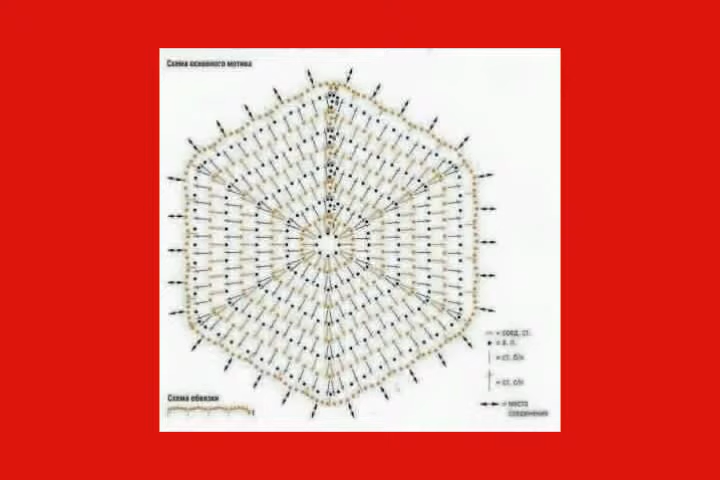 Схема основного мотива
= соед. ст.
= в. п.
= ст. б/н
= ст. с/н
= место
соединения
Схема обвязки